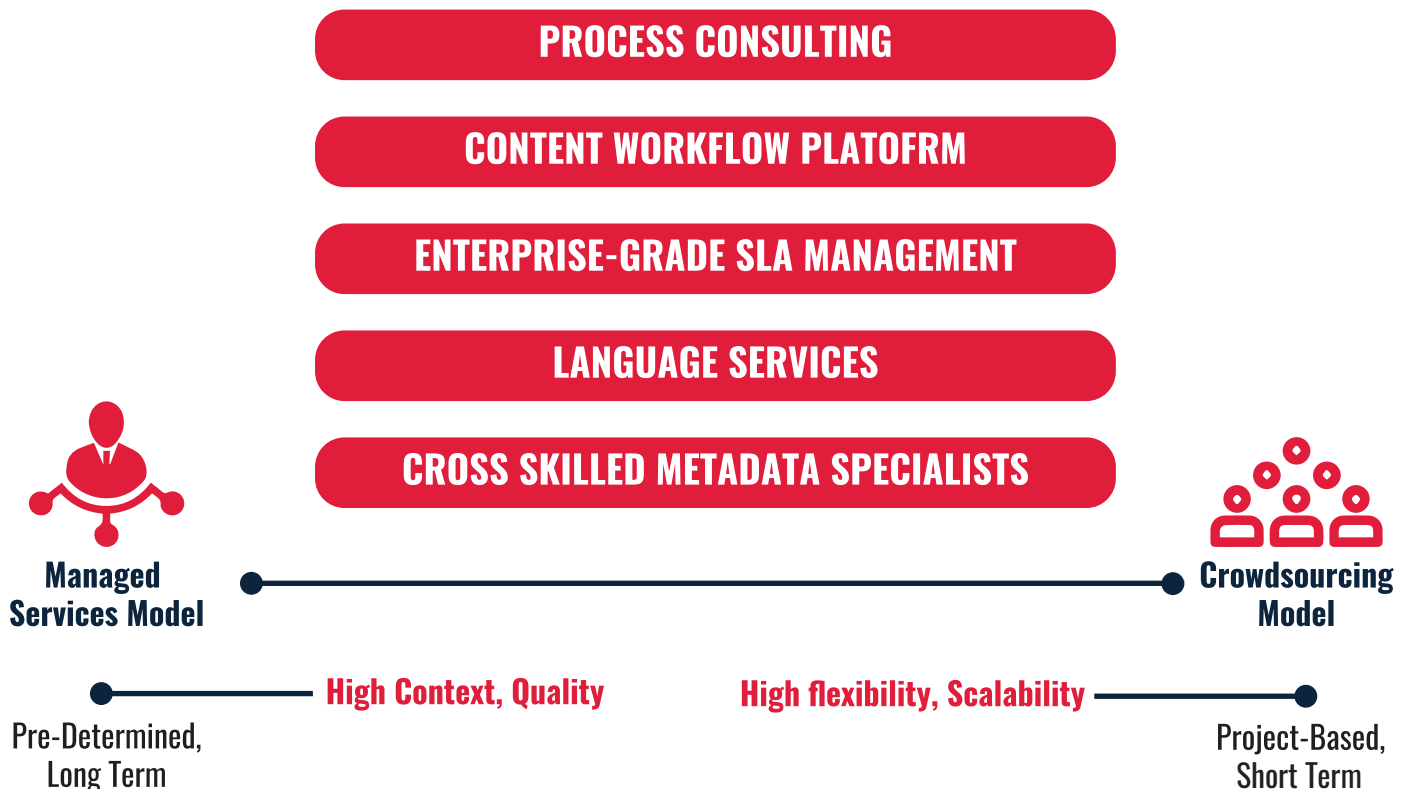 PROCESS CONSULTING
CONTENT WORKFLOW PLATOFRM
ENTERPRISE-GRADE SLA MANAGEMENT
LANGUAGE SERVICES
CROSS SKILLED METADATA SPECIALISTS
Managed
Services Model
Crowdsourcing
Model
High Context, Quality
High flexibility, Scalability
Pre-Determined,
Long Term
Project-Based,
Short Term